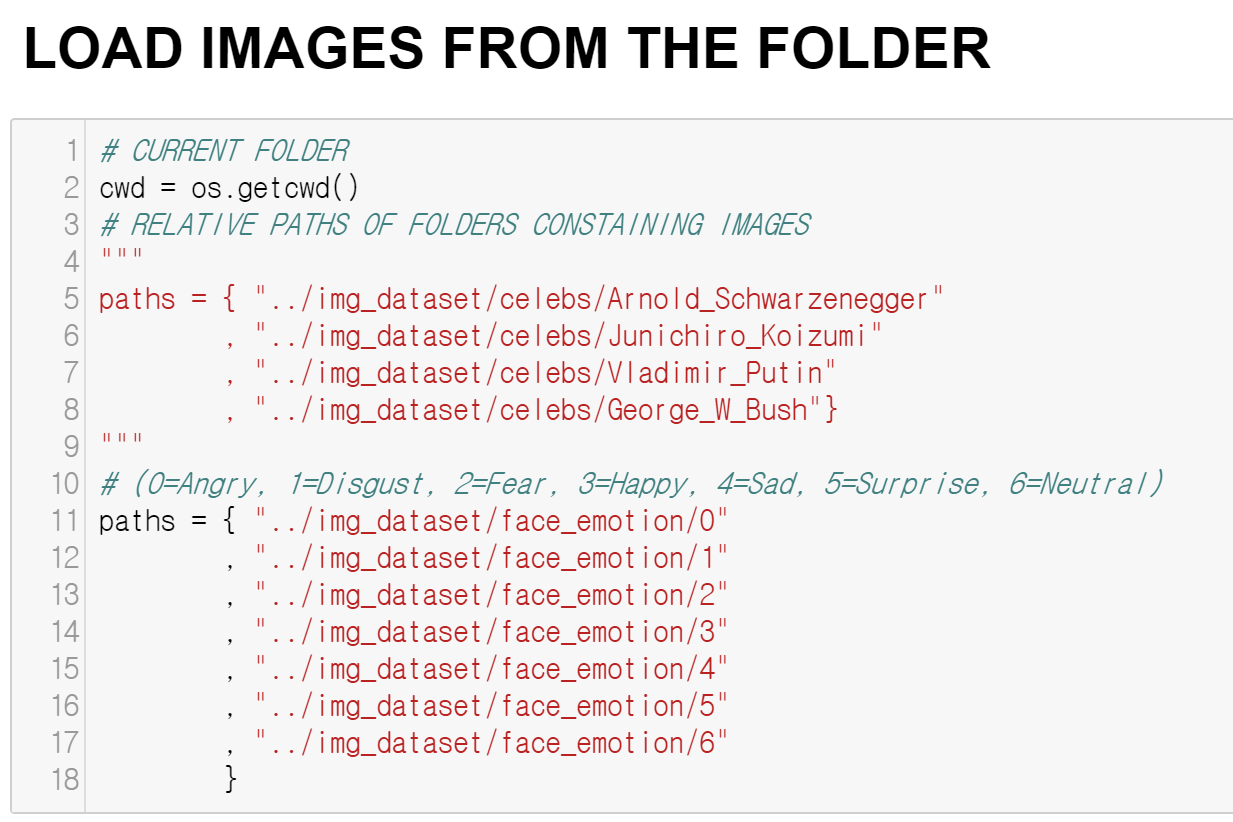 LOAD IMAGES FROM THE FOLDER
1 # CURRENT FOLDER
2 cwd = os.getcwd()
3 # RELATIVE PATHS OF FOLDERS CONSTAINING IMAGES
4 """
5 paths = { "../img_dataset/celebs/Arnold_Schwarzenegger"
6 , "../img_dataset/celebs/Junichiro_Koizumi"
7 , "../img_dataset/celebs/Vladimir_Putin"
8 , "../img_dataset/celebs/George_W_Bush"}
9 """
10 # (0=Angry, 1=Disgust, 2=Fear, 3=Happy, 4=Sad, 5=Surprise, 6=Neutral)
11 paths = { "../img_dataset/face_emotion/0"
12 , "../img_dataset/face_emotion/1"
13 , "../img_dataset/face_emotion/2"
14 , "../img_dataset/face_emotion/3"
15 , "../img_dataset/face_emotion/4"
16 , "../img_dataset/face_emotion/5"
17 , "../img_dataset/face_emotion/6"
18 }